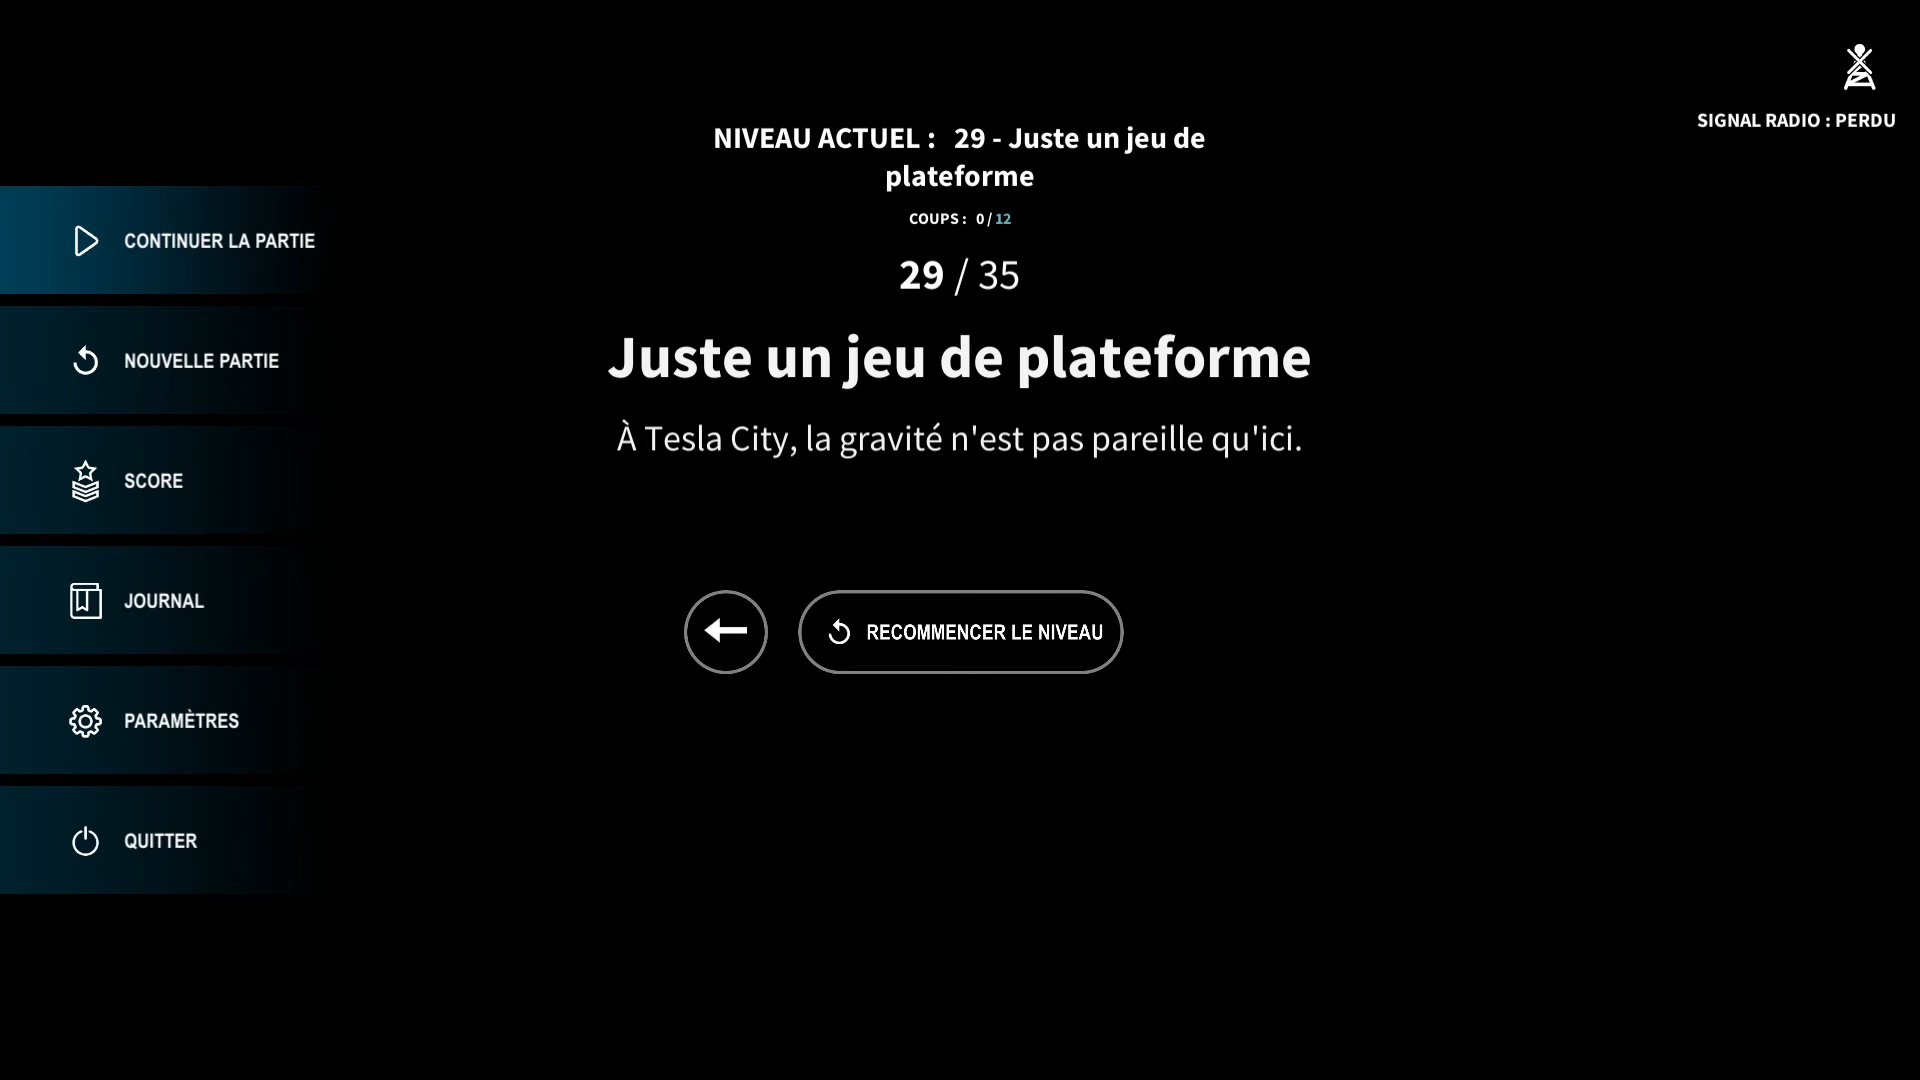 SIGNAL RADIO : PERDU
NIVEAU ACTUEL : 29 - Juste un jeu de
plateforme
COUPS : 0 / 12
29 / 35
Juste un jeu de plateforme
À Tesla City, la gravité n'est pas pareille qu'ici.
RECOMMENCER LE NIVEAU
CONTINUER LA PARTIE
NOUVELLE PARTIE
SCORE
JOURNAL
PARAMÈTRES
QUITTER